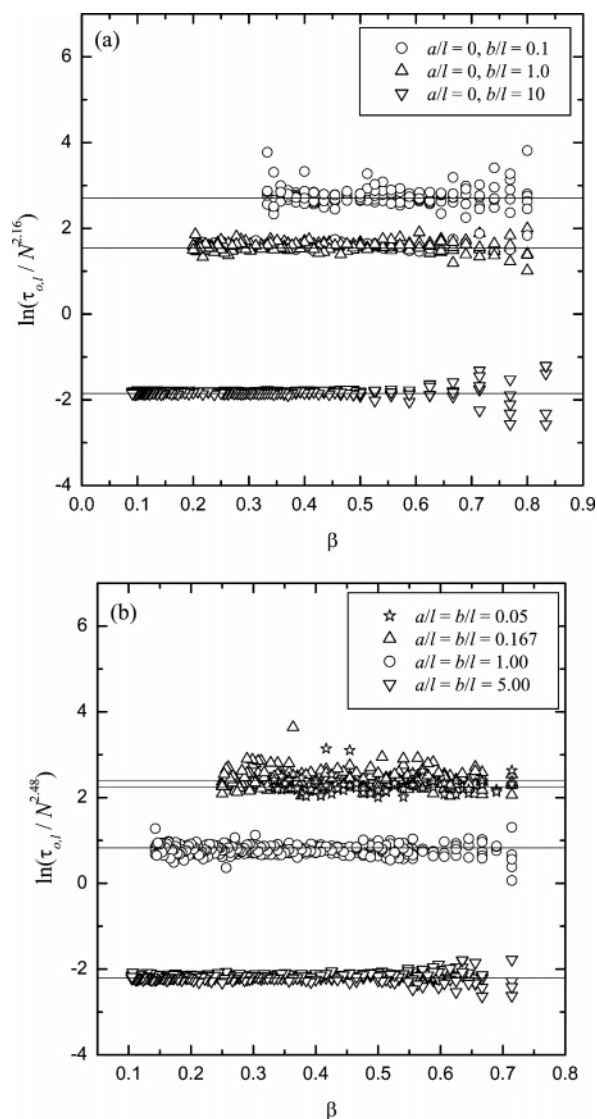 (a)
a/l = 0, b/l = 0.1
a/l = 0, b/l = 1.0
a/l = 0, b/l = 10
6
4
2
0
-2
-4
ln(τo,l / N^2.16)
0.0 0.1 0.2 0.3 0.4 0.5 0.6 0.7 0.8 0.9
β
(b)
a/l = b/l = 0.05
a/l = b/l = 0.167
a/l = b/l = 1.00
a/l = b/l = 5.00
6
4
2
0
-2
-4
ln(τo,l / N^2.48)
0.1 0.2 0.3 0.4 0.5 0.6 0.7 0.8
β